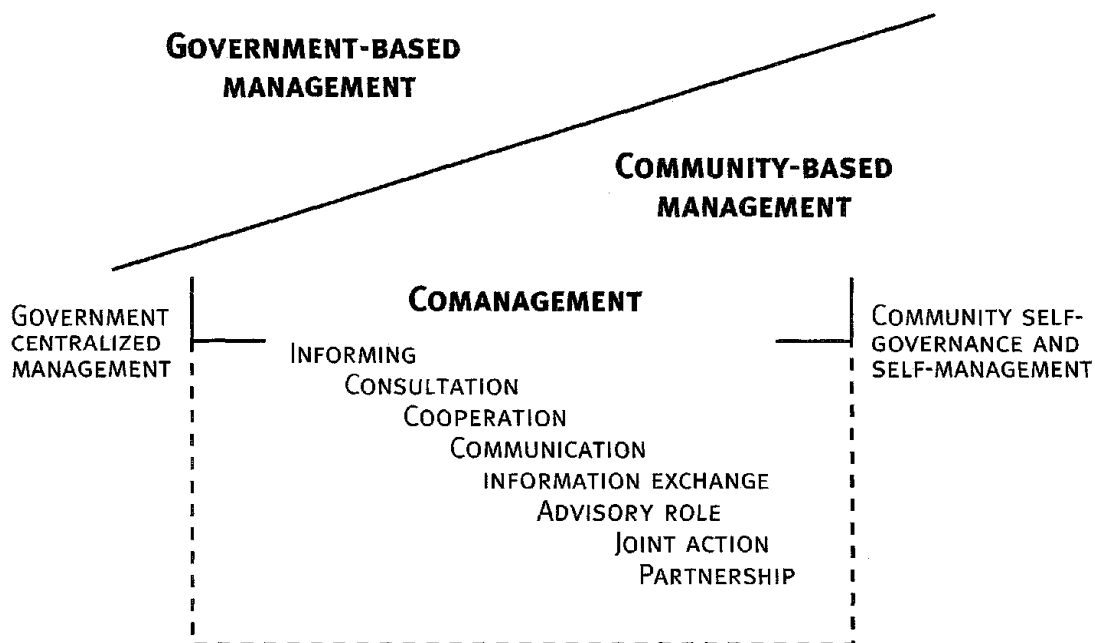 GOVERNMENT-BASED
MANAGEMENT
COMMUNITY-BASED
MANAGEMENT
COMANAGEMENT
GOVERNMENT
CENTRALIZED
MANAGEMENT
COMMUNITY SELF-
GOVERNANCE AND
SELF-MANAGEMENT
INFORMING
CONSULTATION
COOPERATION
COMMUNICATION
INFORMATION EXCHANGE
ADVISORY ROLE
JOINT ACTION
PARTNERSHIP